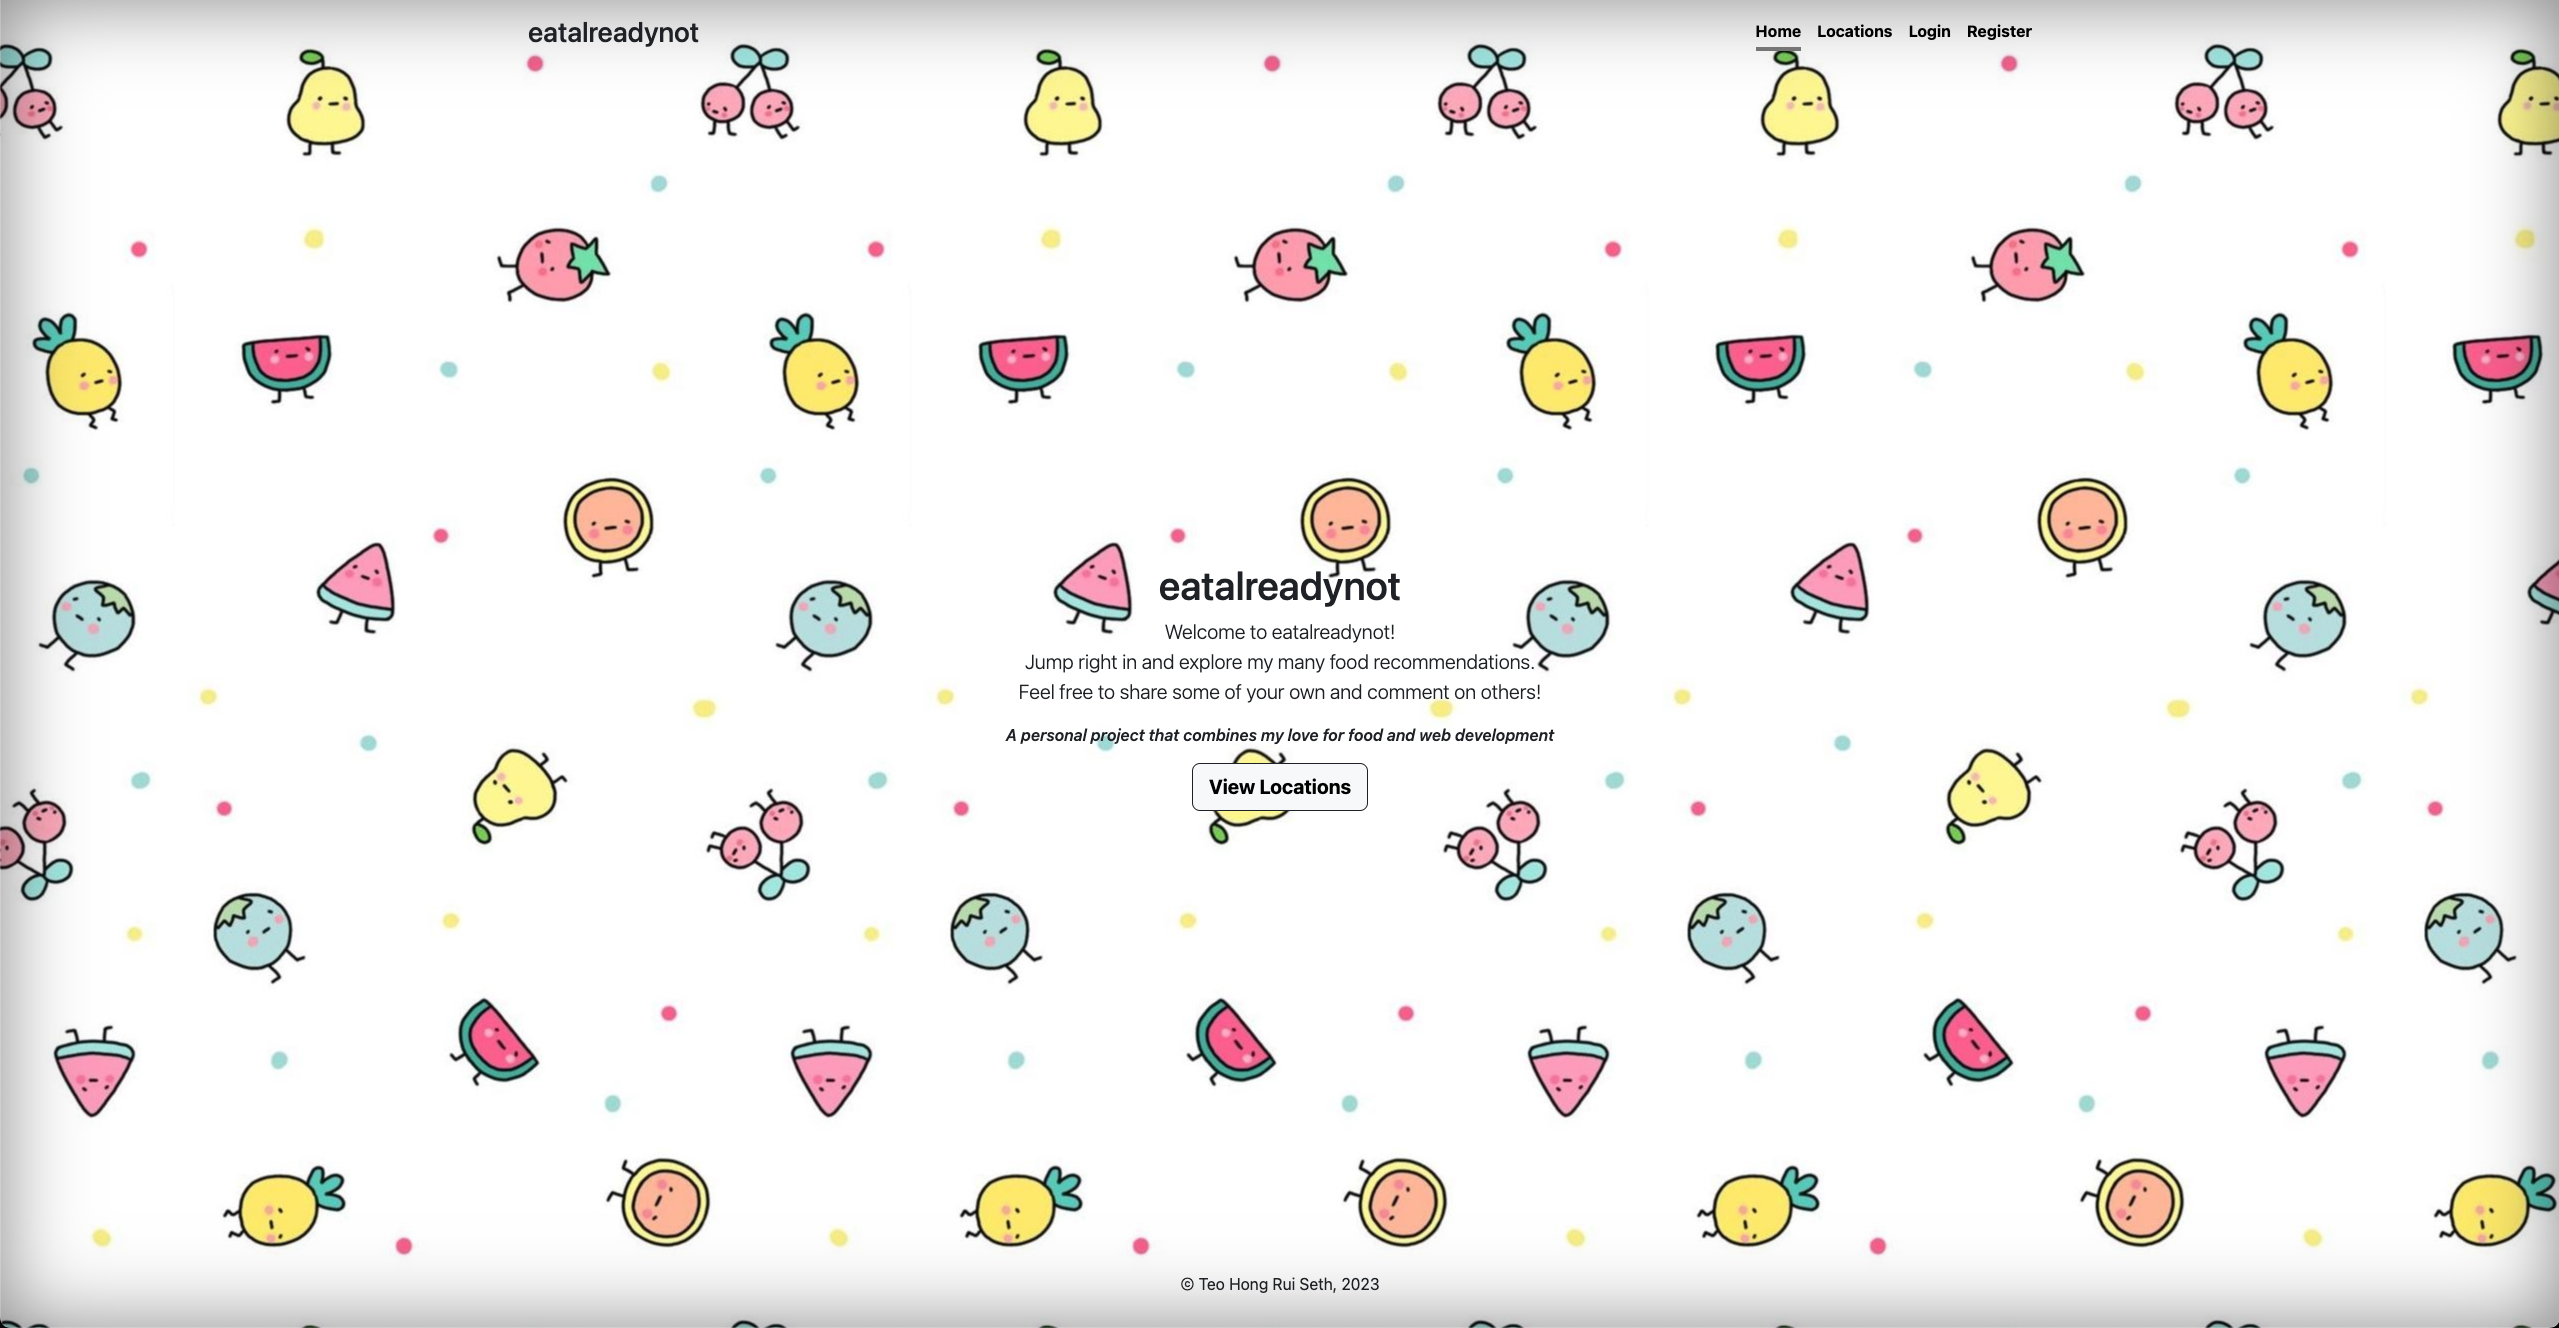 eatalreadynot
Home Locations Login Register
eatalreadynot
Welcome to eatalreadynot!
Jump right in and explore my many food recommendations.
Feel free to share some of your own and comment on others!
A personal project that combines my love for food and web development
View Locations
© Teo Hong Rui Seth, 2023